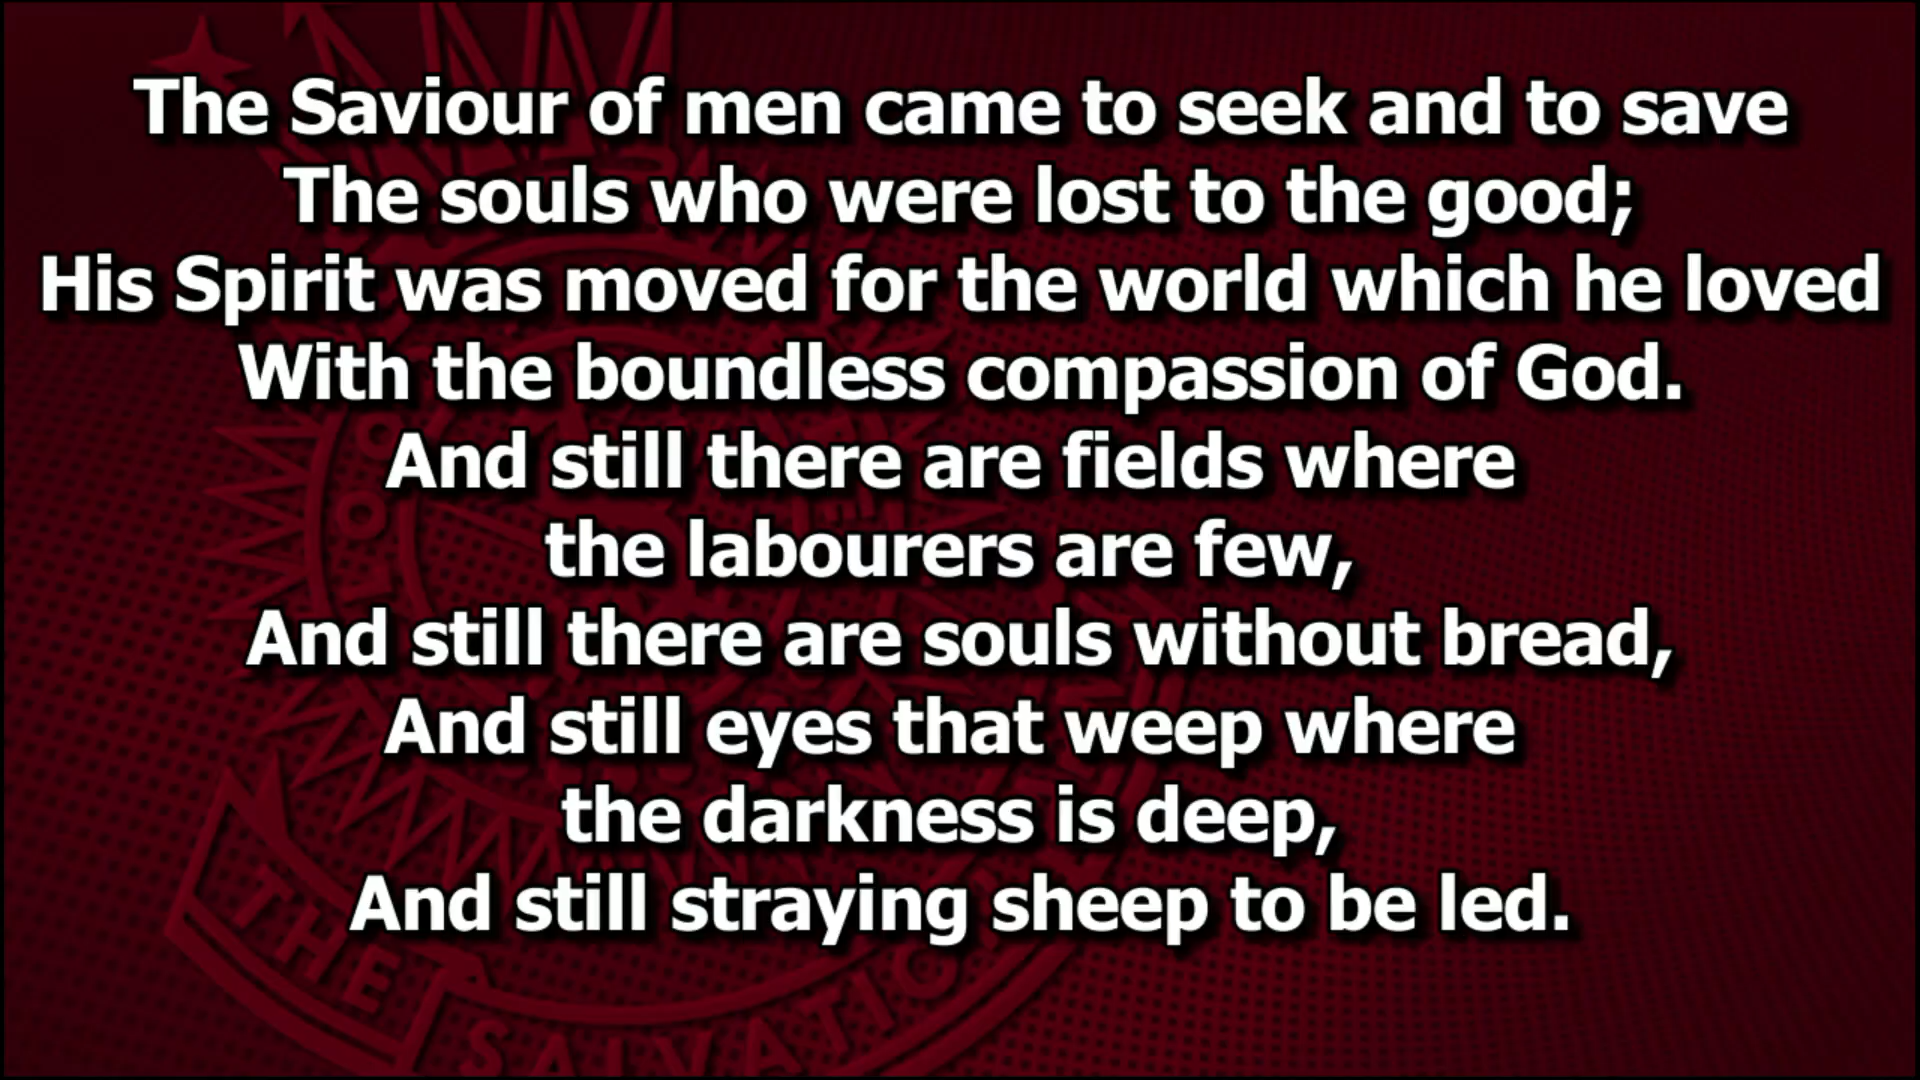 The Saviour of men came to seek and to save
The souls who were lost to the good;
His Spirit was moved for the world which he loved
With the boundless compassion of God.
And still there are fields where
the labourers are few,
And still there are souls without bread,
And still eyes that weep where
the darkness is deep,
And still straying sheep to be led.
THE SALVATIO